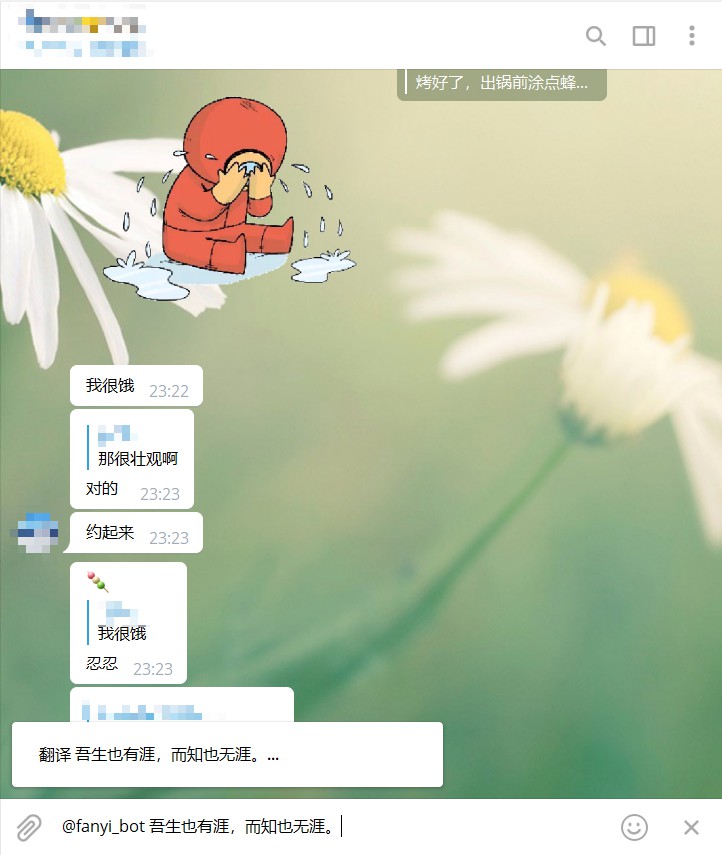 烤好了，出锅前涂点蜂...
我很饿 23:22
那很壮观啊
对的 23:23
约起来 23:23
我很饿
忍忍 23:23
翻译 吾生也有涯，而知也无涯。...
@fanyi_bot 吾生也有涯，而知也无涯。